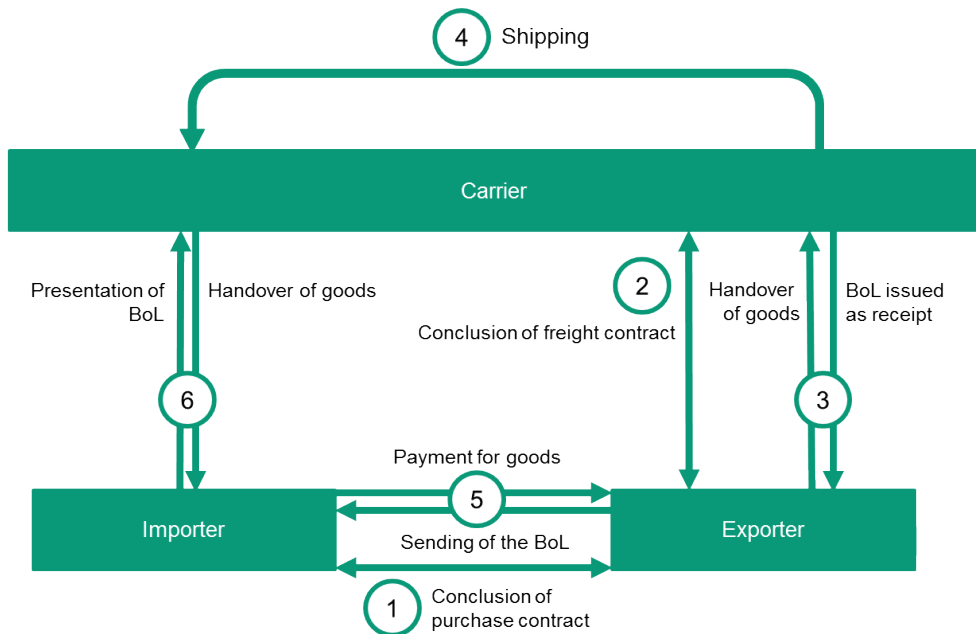 4 Shipping
Carrier
Presentation of
BoL
Handover of goods
2
Conclusion of freight contract
Handover
of goods
BoL issued
as receipt
6
3
Payment for goods
5
Importer
Exporter
Sending of the BoL
1
Conclusion of
purchase contract